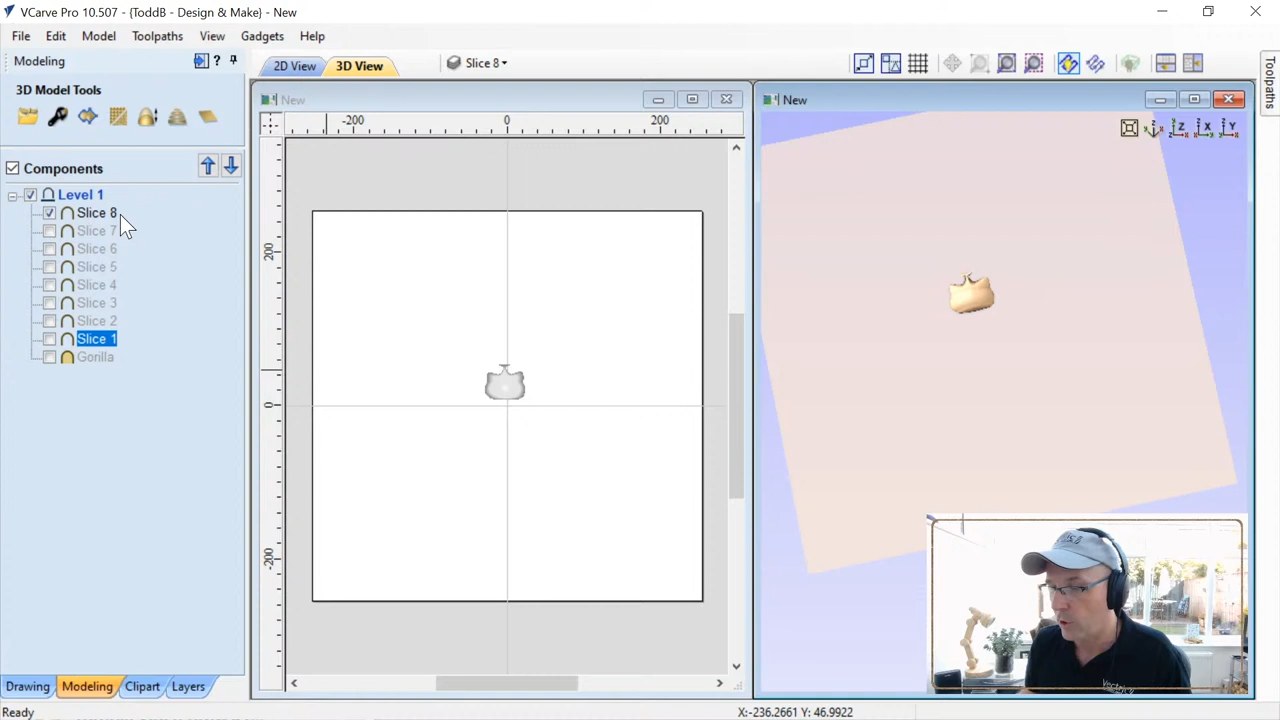 VCarve Pro 10.507 - {ToddB - Design & Make} - New
File Edit Model Toolpaths View Gadgets Help
Modeling
2D View 3D View Slice 8
3D Model Tools
Components
Level 1
Slice 8
Slice 7
Slice 6
Slice 5
Slice 4
Slice 3
Slice 2
Slice 1
Gorilla
New
-200 0 200
200
0
-200
New
Z X Y
Toolpaths
Drawing Modeling Clipart Layers
Ready
X:-236.2661 Y: 46.9922